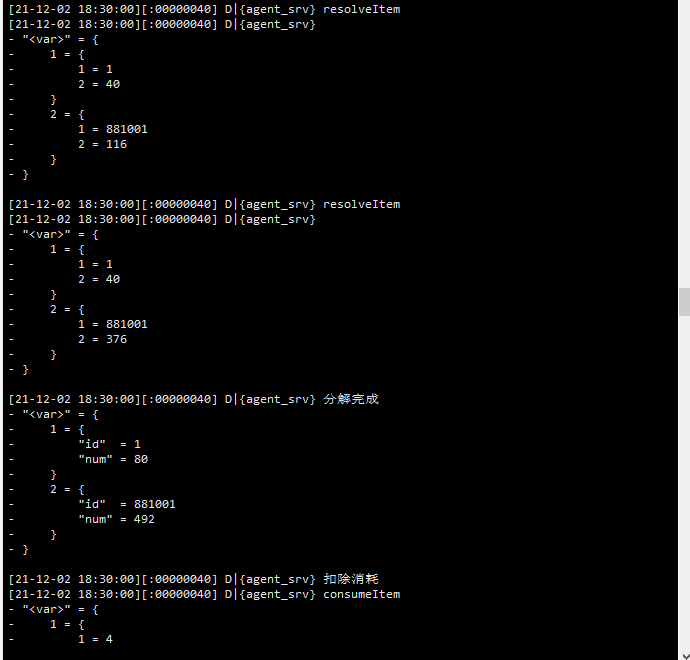 [21-12-02 18:30:00][:00000040] D|{agent_srv} resolveItem
[21-12-02 18:30:00][:00000040] D|{agent_srv}
- "<var>" = {
-     1 = {
-         1 = 1
-         2 = 40
-     }
-     2 = {
-         1 = 881001
-         2 = 116
-     }
- }
[21-12-02 18:30:00][:00000040] D|{agent_srv} resolveItem
[21-12-02 18:30:00][:00000040] D|{agent_srv}
- "<var>" = {
-     1 = {
-         1 = 1
-         2 = 40
-     }
-     2 = {
-         1 = 881001
-         2 = 376
-     }
- }
[21-12-02 18:30:00][:00000040] D|{agent_srv} 分解完成
- "<var>" = {
-     1 = {
-         "id"  = 1
-         "num" = 80
-     }
-     2 = {
-         "id"  = 881001
-         "num" = 492
-     }
- }
[21-12-02 18:30:00][:00000040] D|{agent_srv} 扣除消耗
[21-12-02 18:30:00][:00000040] D|{agent_srv} consumeItem
- "<var>" = {
-     1 = {
-         1 = 4